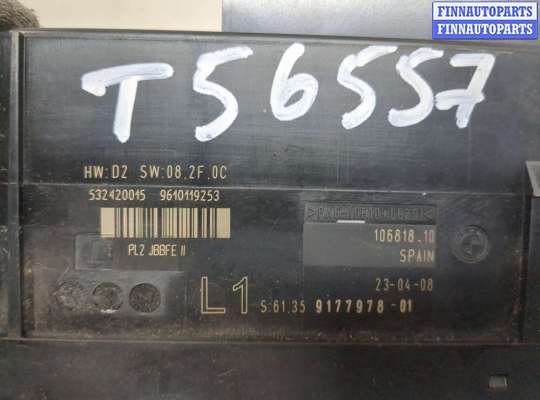 FINNAUTOPARTS
FINNAUTOPARTS
T56557
HW:D2 SW:08.2F.0C
532420015 9610119253
PL2 JBBFE II
106818.10
SPAIN
23-04-08
L1 S:61.35 9177978-01